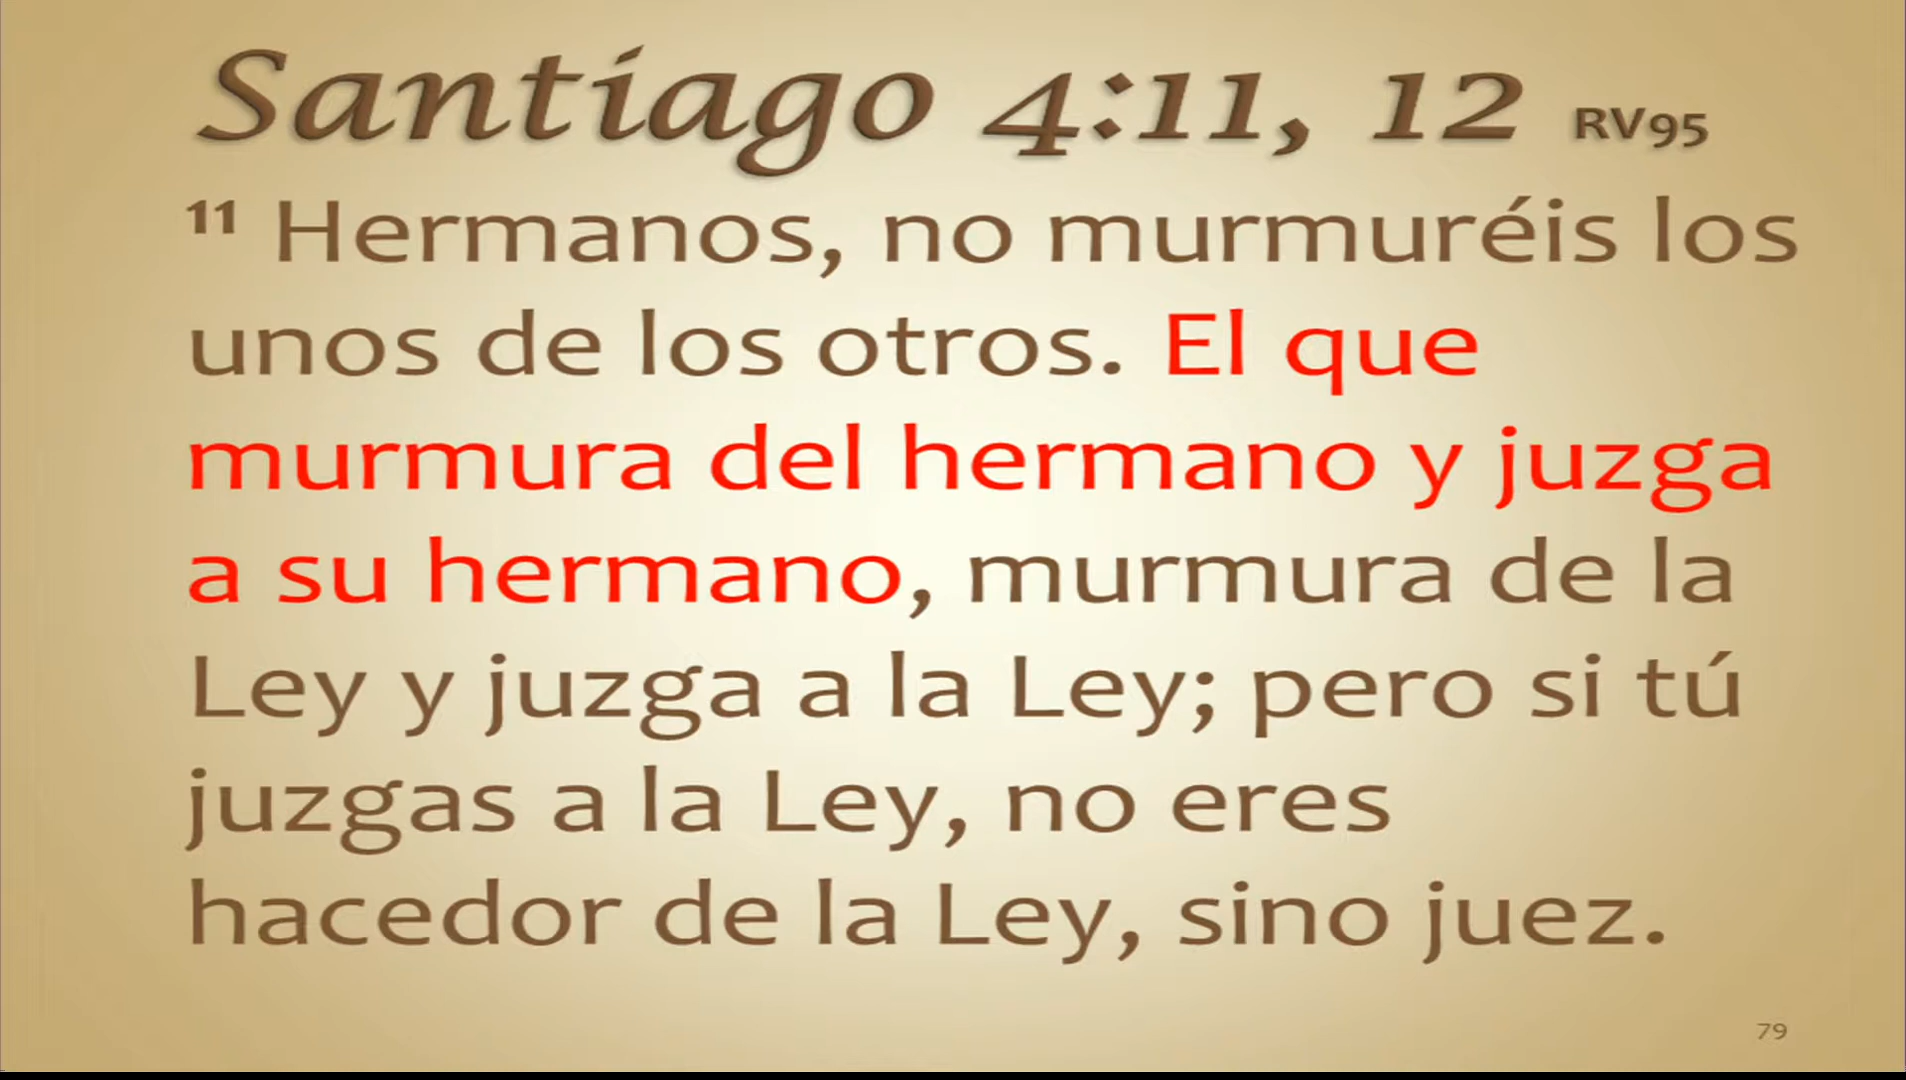 Santiago 4:11, 12 RV95
¹¹ Hermanos, no murmuréis los
unos de los otros. El que
murmura del hermano y juzga
a su hermano, murmura de la
Ley y juzga a la Ley; pero si tú
juzgas a la Ley, no eres
hacedor de la Ley, sino juez.
79